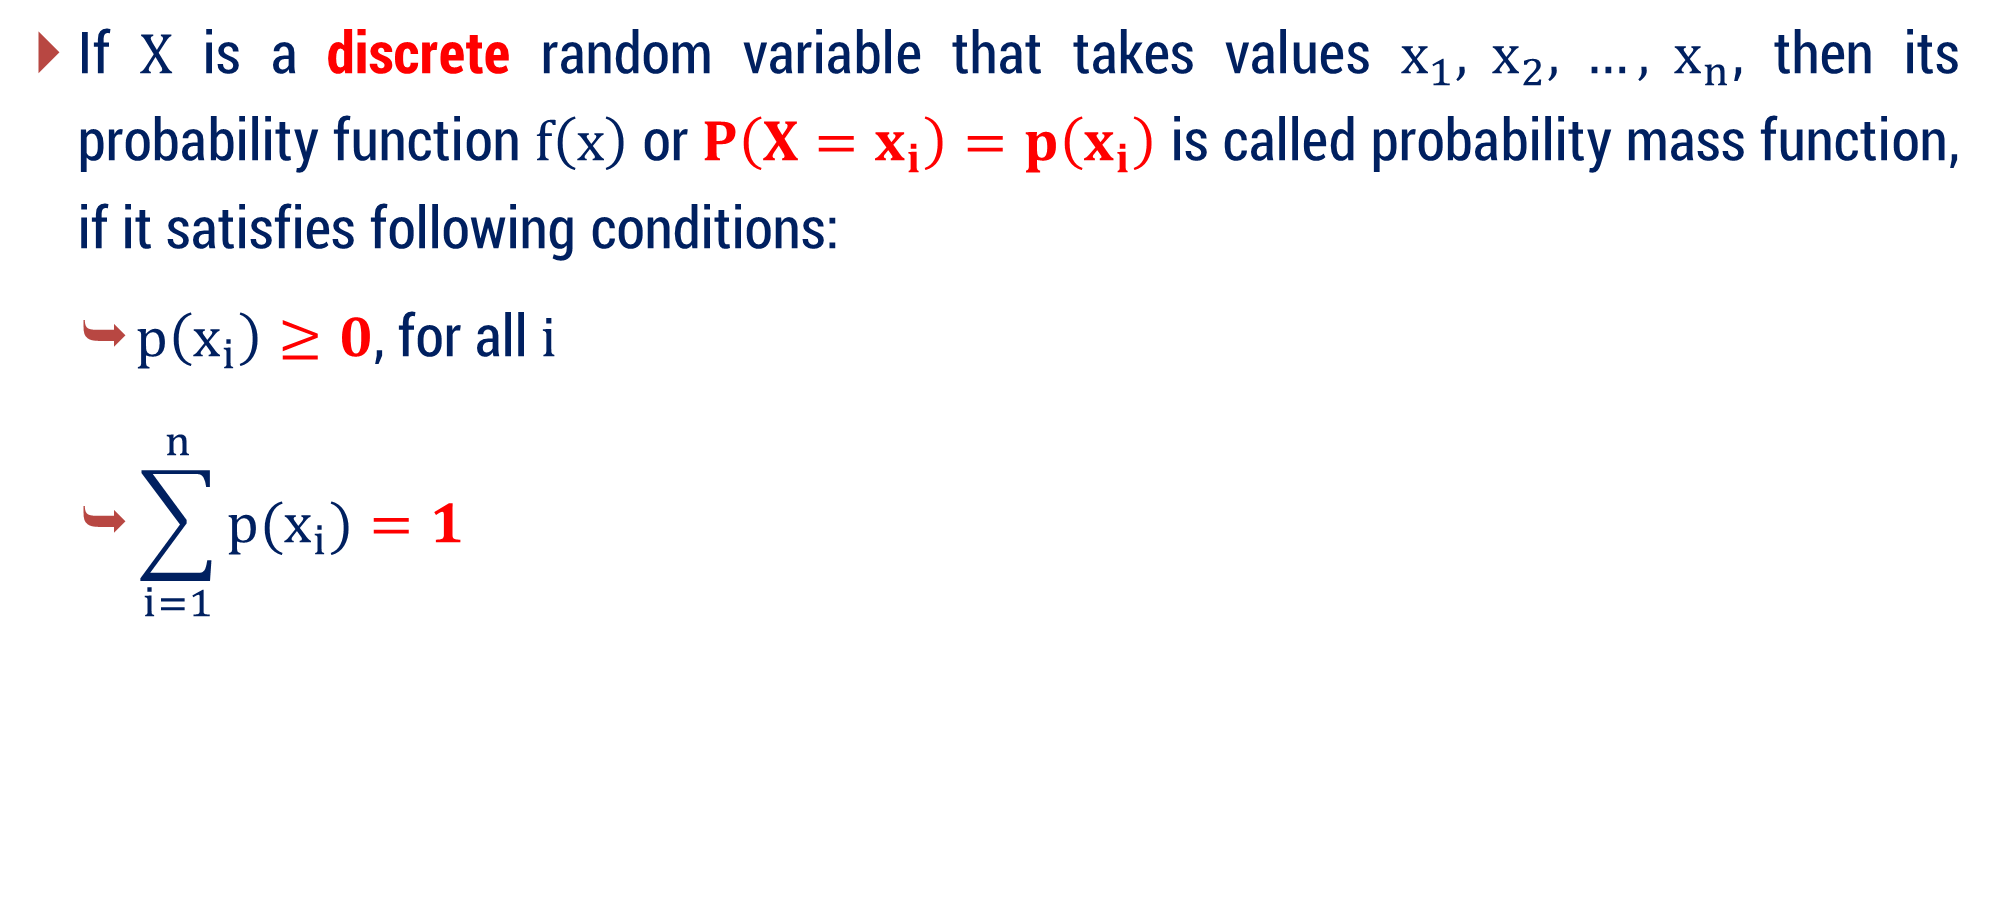 If X is a discrete random variable that takes values x₁, x₂, …, xₙ, then its
probability function f(x) or P(X = xᵢ) = p(xᵢ) is called probability mass function,
if it satisfies following conditions:
p(xᵢ) ≥ 0, for all i
n
∑ p(xᵢ) = 1
i=1